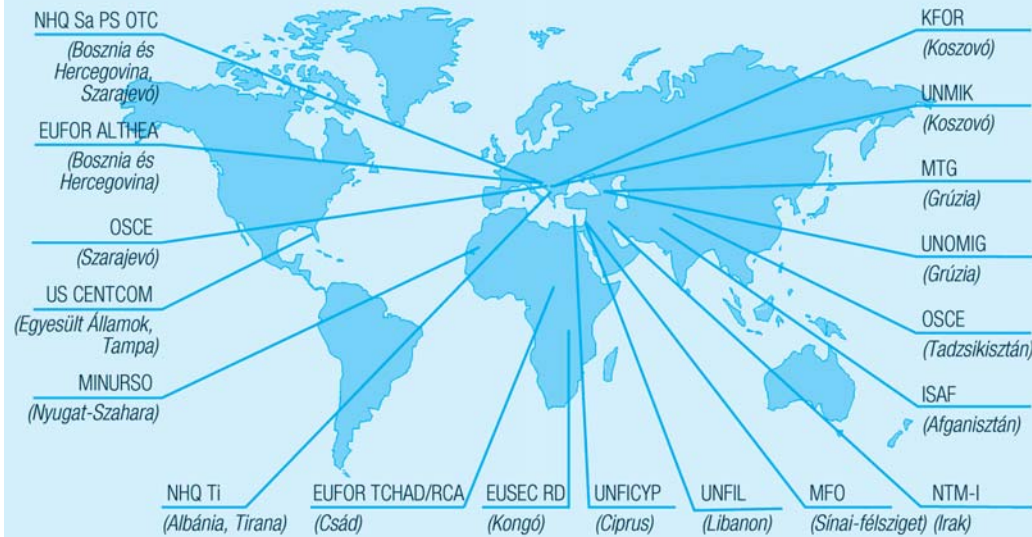 NHQ Sa PS OTC
(Bosznia és
Hercegovina,
Szarajevó)
EUFOR ALTHEA
(Bosznia és
Hercegovina)
OSCE
(Szarajevó)
US CENTCOM
(Egyesült Államok,
Tampa)
MINURSO
(Nyugat-Szahara)
NHQ Ti
(Albánia, Tirana)
EUFOR TCHAD/RCA
(Csád)
EUSEC RD
(Kongó)
UNFICYP
(Ciprus)
UNFIL
(Libanon)
MFO
(Sínai-félsziget)
NTM-I
(Irak)
KFOR
(Koszovó)
UNMIK
(Koszovó)
MTG
(Grúzia)
UNOMIG
(Grúzia)
OSCE
(Tadzsikisztán)
ISAF
(Afganisztán)